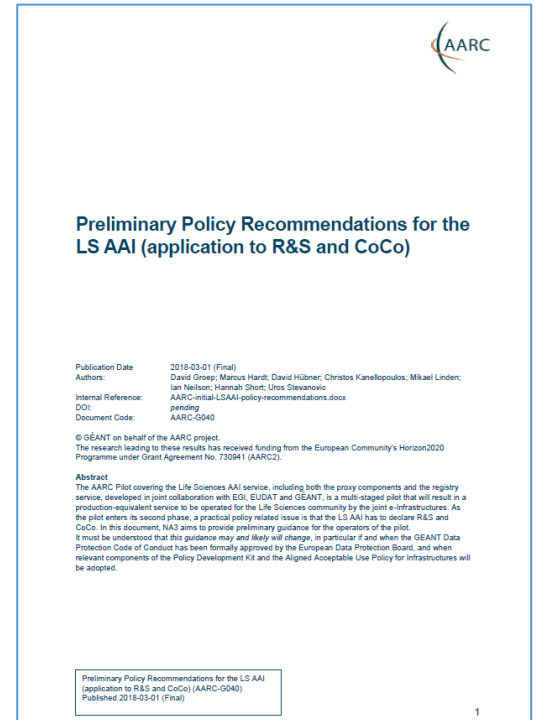 AARC
Preliminary Policy Recommendations for the
LS AAI (application to R&S and CoCo)
Publication Date 2018-03-01 (Final)
Authors: David Groep; Marcus Hardt; David Hübner; Christos Kanellopoulos; Mikael Linden;
Ian Neilson; Hannah Short; Uros Stevanovic
Internal Reference: AARC-initial-LSAAI-policy-recommendations.docx
DOI: pending
Document Code: AARC-G040
© GÉANT on behalf of the AARC project.
The research leading to these results has received funding from the European Community's Horizon2020
Programme under Grant Agreement No. 730941 (AARC2).
Abstract
The AARC Pilot covering the Life Sciences AAI service, including both the proxy components and the registry
service, developed in joint collaboration with EGI, EUDAT and GÉANT, is a multi-staged pilot that will result in a
production-equivalent service to be operated for the Life Sciences community by the joint e-Infrastructures. As
the pilot enters its second phase, a practical policy related issue is that the LS AAI has to declare R&S and
CoCo. In this document, NA3 aims to provide preliminary guidance for the operators of the pilot.
It must be understood that this guidance may and likely will change, in particular if and when the GEANT Data
Protection Code of Conduct has been formally approved by the European Data Protection Board, and when
relevant components of the Policy Development Kit and the Aligned Acceptable Use Policy for Infrastructures will
be adopted.
Preliminary Policy Recommendations for the LS AAI
(application to R&S and CoCo) (AARC-G040)
Published 2018-03-01 (Final)
1